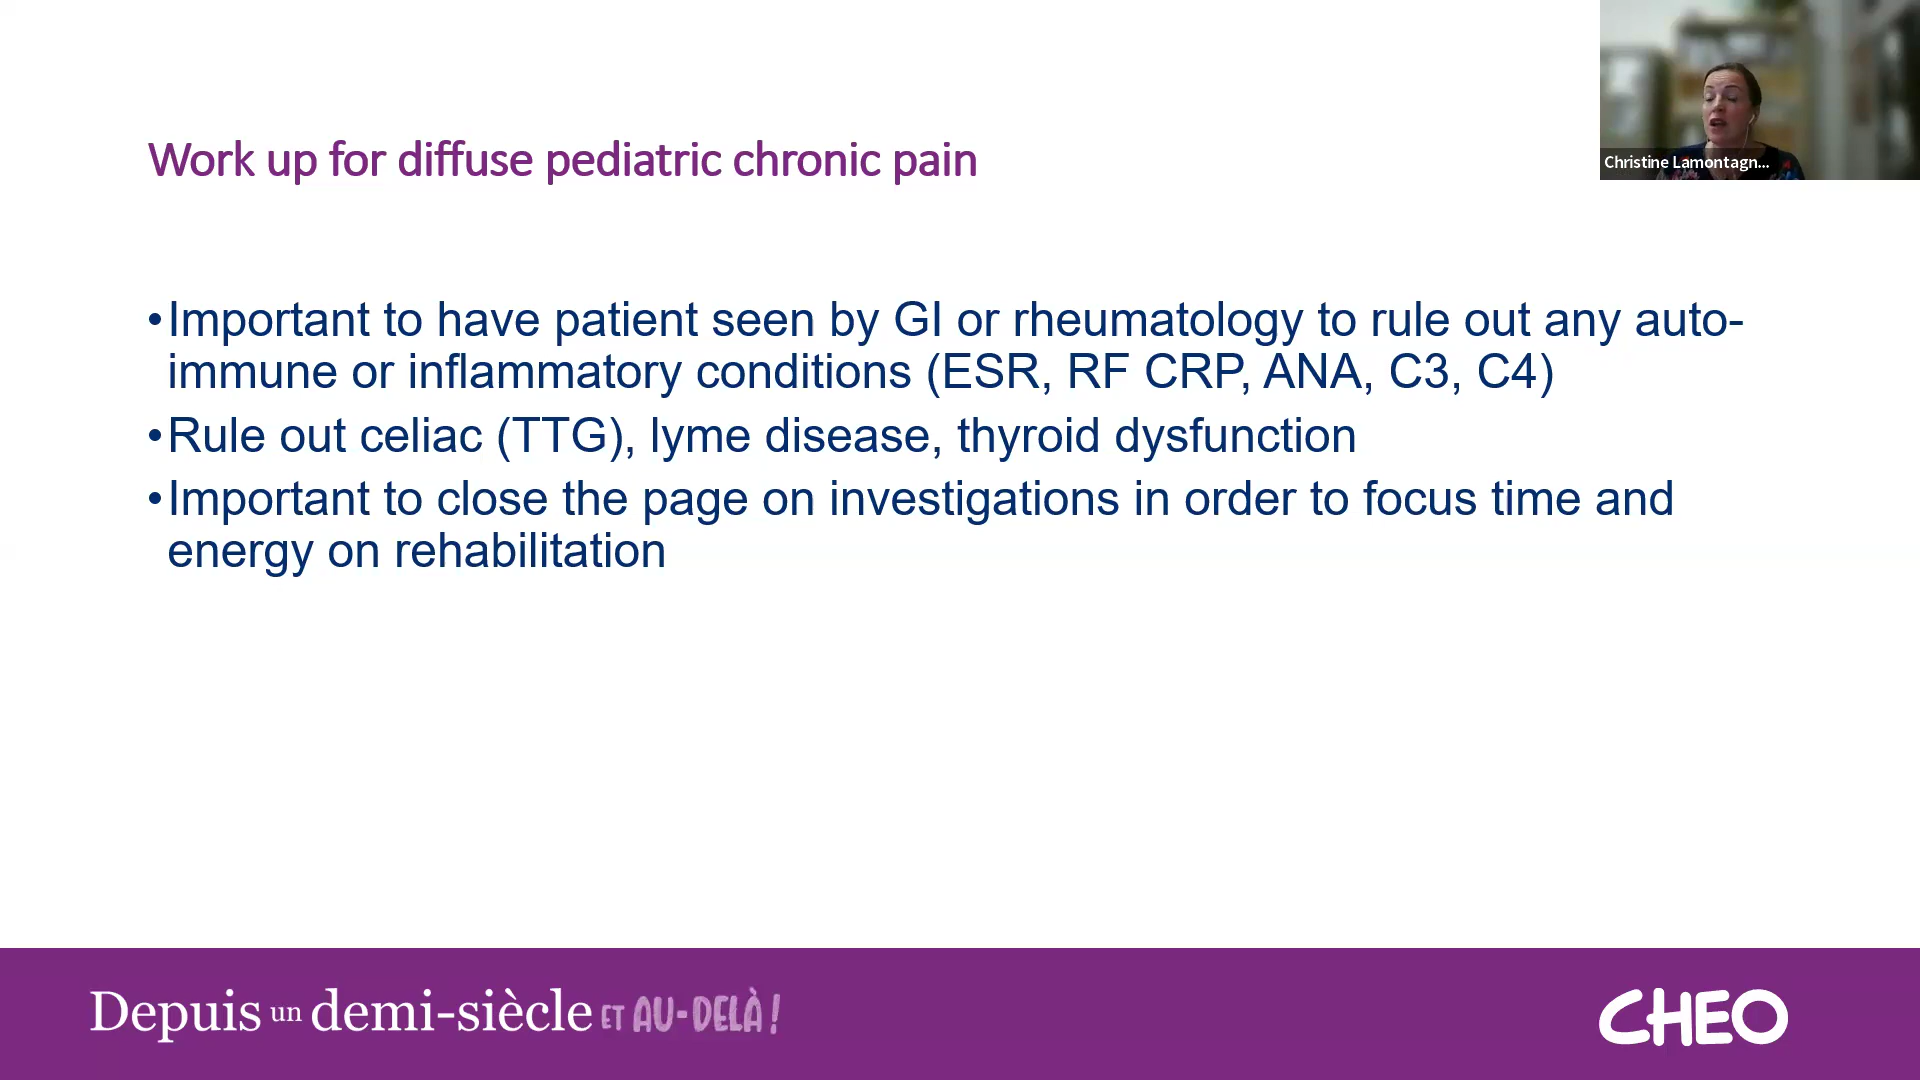 Work up for diffuse pediatric chronic pain
Christine Lamontagn...
•Important to have patient seen by GI or rheumatology to rule out any auto-
immune or inflammatory conditions (ESR, RF CRP, ANA, C3, C4)
•Rule out celiac (TTG), lyme disease, thyroid dysfunction
•Important to close the page on investigations in order to focus time and
energy on rehabilitation
Depuis un demi-siècle ET AU-DELÀ!
CHEO